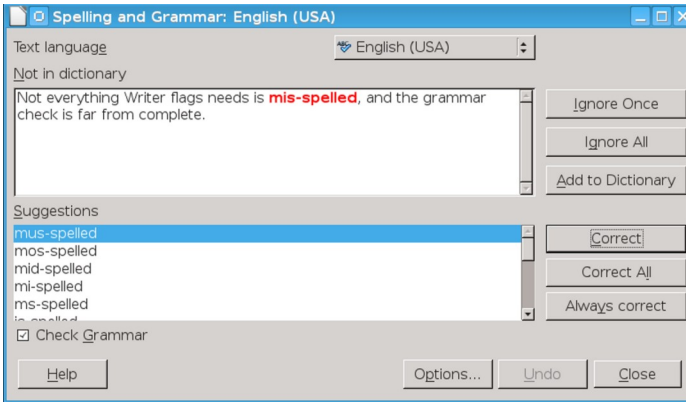 Spelling and Grammar: English (USA)
Text language
English (USA)
Not in dictionary
Not everything Writer flags needs is mis-spelled, and the grammar
check is far from complete.
Ignore Once
Ignore All
Add to Dictionary
Suggestions
mus-spelled
mos-spelled
mid-spelled
mi-spelled
ms-spelled
Correct
Correct All
Always correct
Check Grammar
Help
Options...
Undo
Close